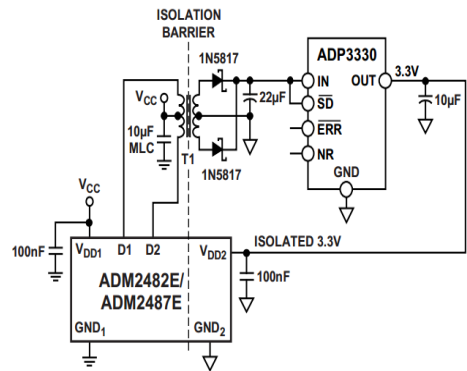 ISOLATION
BARRIER
1N5817
ADP3330
VCC
IN
OUT
3.3V
22µF
SD
10µF
10µF
MLC
T1
ERR
NR
1N5817
GND
VCC
100nF
VDD1
D1
D2
VDD2
ISOLATED 3.3V
ADM2482E/
ADM2487E
100nF
GND1
GND2